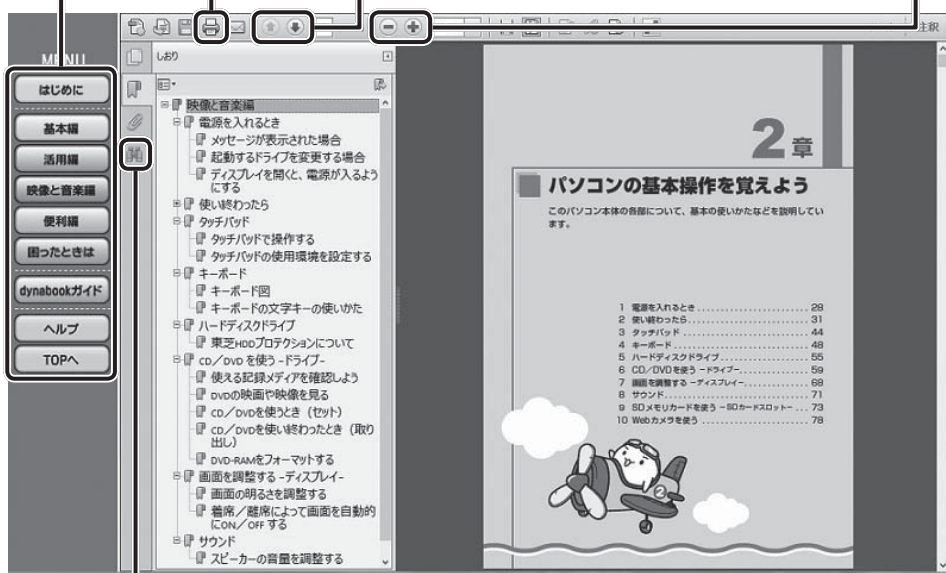 注釈
MENU
はじめに
基本編
活用編
映像と音楽編
便利編
困ったときは
dynabookガイド
ヘルプ
TOPへ
しおり
映像と音楽編
電源を入れるとき
メッセージが表示された場合
起動するドライブを変更する場合
ディスプレイを開くと、電源が入るよう
にする
使い終わったら
タッチパッド
タッチパッドで操作する
タッチパッドの使用環境を設定する
キーボード
キーボード図
キーボードの文字キーの使いかた
ハードディスクドライブ
東芝HDDプロテクションについて
CD/DVD を使う -ドライブ-
使える記録メディアを確認しよう
DVDの映画や映像を見る
CD/DVDを使うとき (セット)
CD/DVDを使い終わったとき (取り
出し)
DVD-RAMをフォーマットする
画面を調整する -ディスプレイ-
画面の明るさを調整する
着席/離席によって画面を自動的
にON/OFF する
サウンド
スピーカーの音量を調整する
2章
パソコンの基本操作を覚えよう
このパソコン本体の各部について、基本の使いかたなどを説明してい
ます。
1 電源を入れるとき ........................ 28
2 使い終わったら ........................ 31
3 タッチパッド ........................ 44
4 キーボード ........................ 48
5 ハードディスクドライブ ........................ 55
6 CD/DVDを使う -ドライブ- ........................ 59
7 画面を調整する -ディスプレイ- ........................ 68
8 サウンド ........................ 71
9 SDメモリカードを使う -SDカードスロット- ... 73
10 Webカメラを使う ........................ 78
2